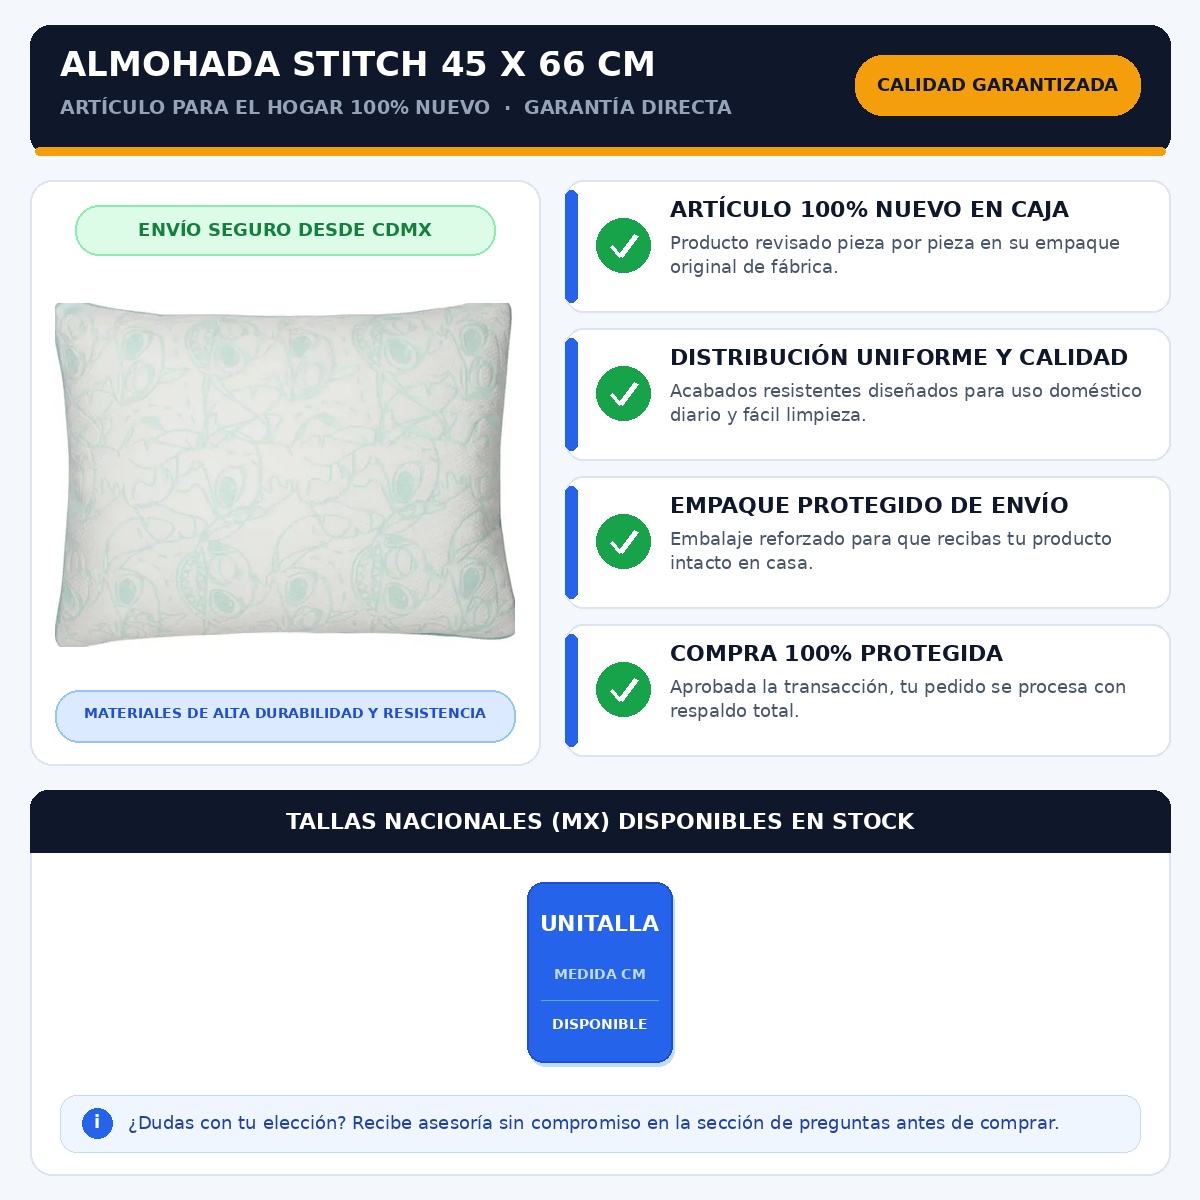 ALMOHADA STITCH 45 X 66 CM
ARTÍCULO PARA EL HOGAR 100% NUEVO · GARANTÍA DIRECTA
CALIDAD GARANTIZADA
ENVÍO SEGURO DESDE CDMX
MATERIALES DE ALTA DURABILIDAD Y RESISTENCIA
ARTÍCULO 100% NUEVO EN CAJA
Producto revisado pieza por pieza en su empaque
original de fábrica.
DISTRIBUCIÓN UNIFORME Y CALIDAD
Acabados resistentes diseñados para uso doméstico
diario y fácil limpieza.
EMPAQUE PROTEGIDO DE ENVÍO
Embalaje reforzado para que recibas tu producto
intacto en casa.
COMPRA 100% PROTEGIDA
Aprobada la transacción, tu pedido se procesa con
respaldo total.
TALLAS NACIONALES (MX) DISPONIBLES EN STOCK
UNITALLA
MEDIDA CM
DISPONIBLE
i ¿Dudas con tu elección? Recibe asesoría sin compromiso en la sección de preguntas antes de comprar.